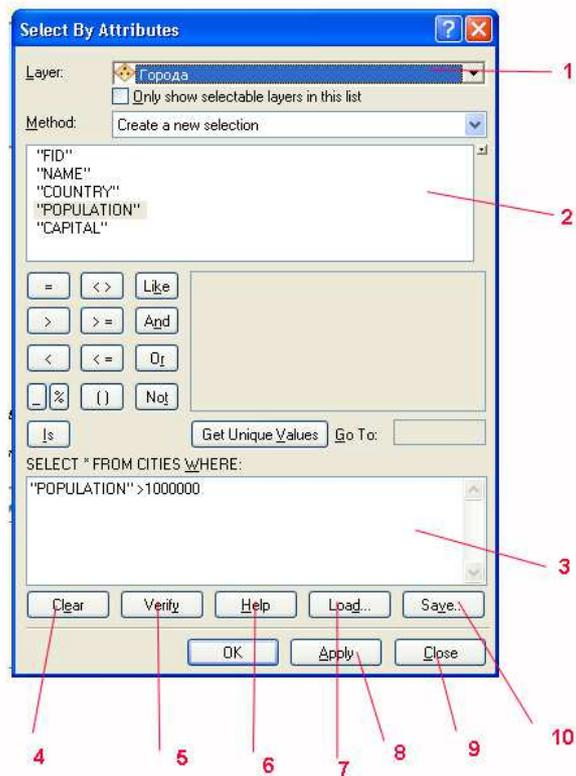 Select By Attributes
Layer: Города 1
Only show selectable layers in this list
Method: Create a new selection
"FID"
"NAME"
"COUNTRY"
"POPULATION"
"CAPITAL"
2
= < > Like
> > = And
< < = Or
_ % ( ) Not
Is Get Unique Values Go To:
SELECT * FROM CITIES WHERE:
"POPULATION" >1000000
3
Clear Verify Help Load... Save...
OK Apply Close
4 5 6 7 8 9 10